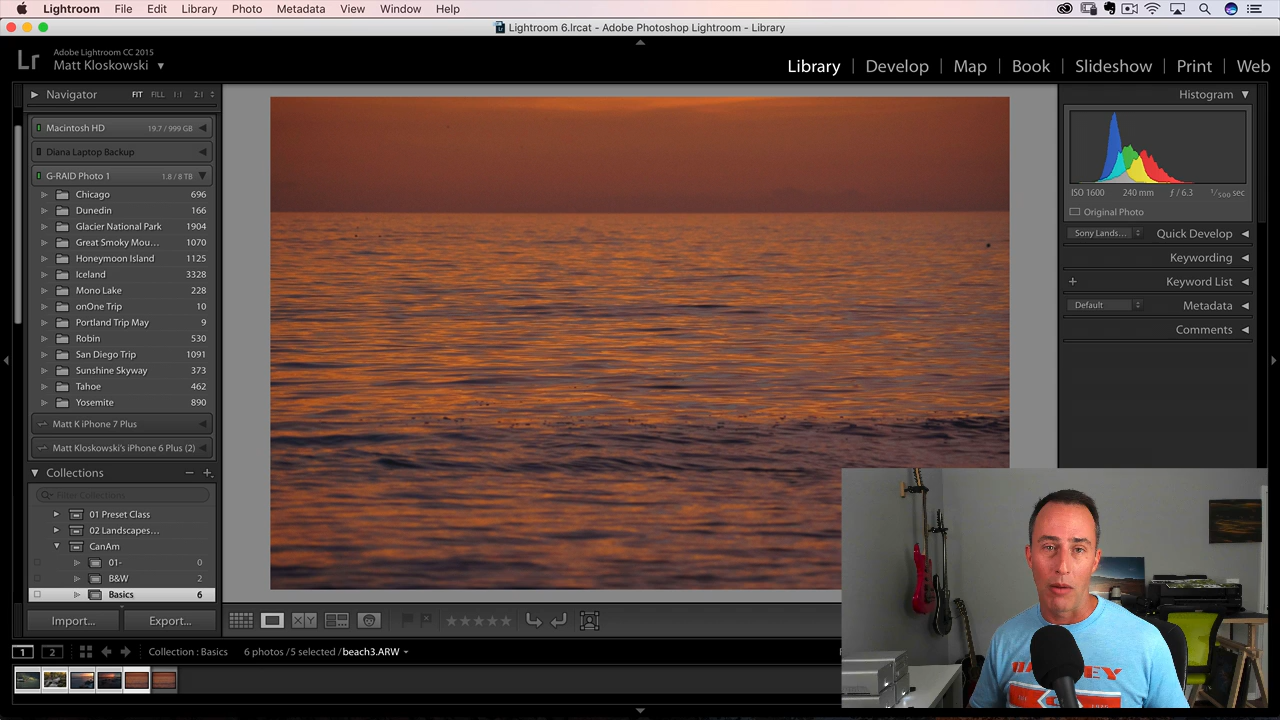 Lightroom File Edit Library Photo Metadata View Window Help
Lightroom 6.lrcat - Adobe Photoshop Lightroom - Library
Lr
Adobe Lightroom CC 2015
Matt Kloskowski
Library Develop Map Book Slideshow Print Web
Navigator FIT FILL 1:1 2:1
Histogram
Macintosh HD 19.7 / 999 GB
Diana Laptop Backup
G-RAID Photo 1 1.8 / 8 TB
Chicago 696
Dunedin 166
Glacier National Park 1904
Great Smoky Mou... 1070
Honeymoon Island 1125
Iceland 3328
Mono Lake 228
onOne Trip 10
Portland Trip May 9
Robin 530
San Diego Trip 1091
Sunshine Skyway 373
Tahoe 462
Yosemite 890
Matt K iPhone 7 Plus
Matt Kloskowski's iPhone 6 Plus (2)
Collections
Filter Collections
01 Preset Class
02 Landscapes...
CanAm
01- 0
B&W 2
Basics 6
Import... Export...
ISO 1600 240 mm ƒ / 6.3 1/500 sec
Original Photo
Sony Lands... Quick Develop
Keywording
Keyword List
Default Metadata
Comments
XY
1 2 Collection : Basics 6 photos / 5 selected / beach3.ARW